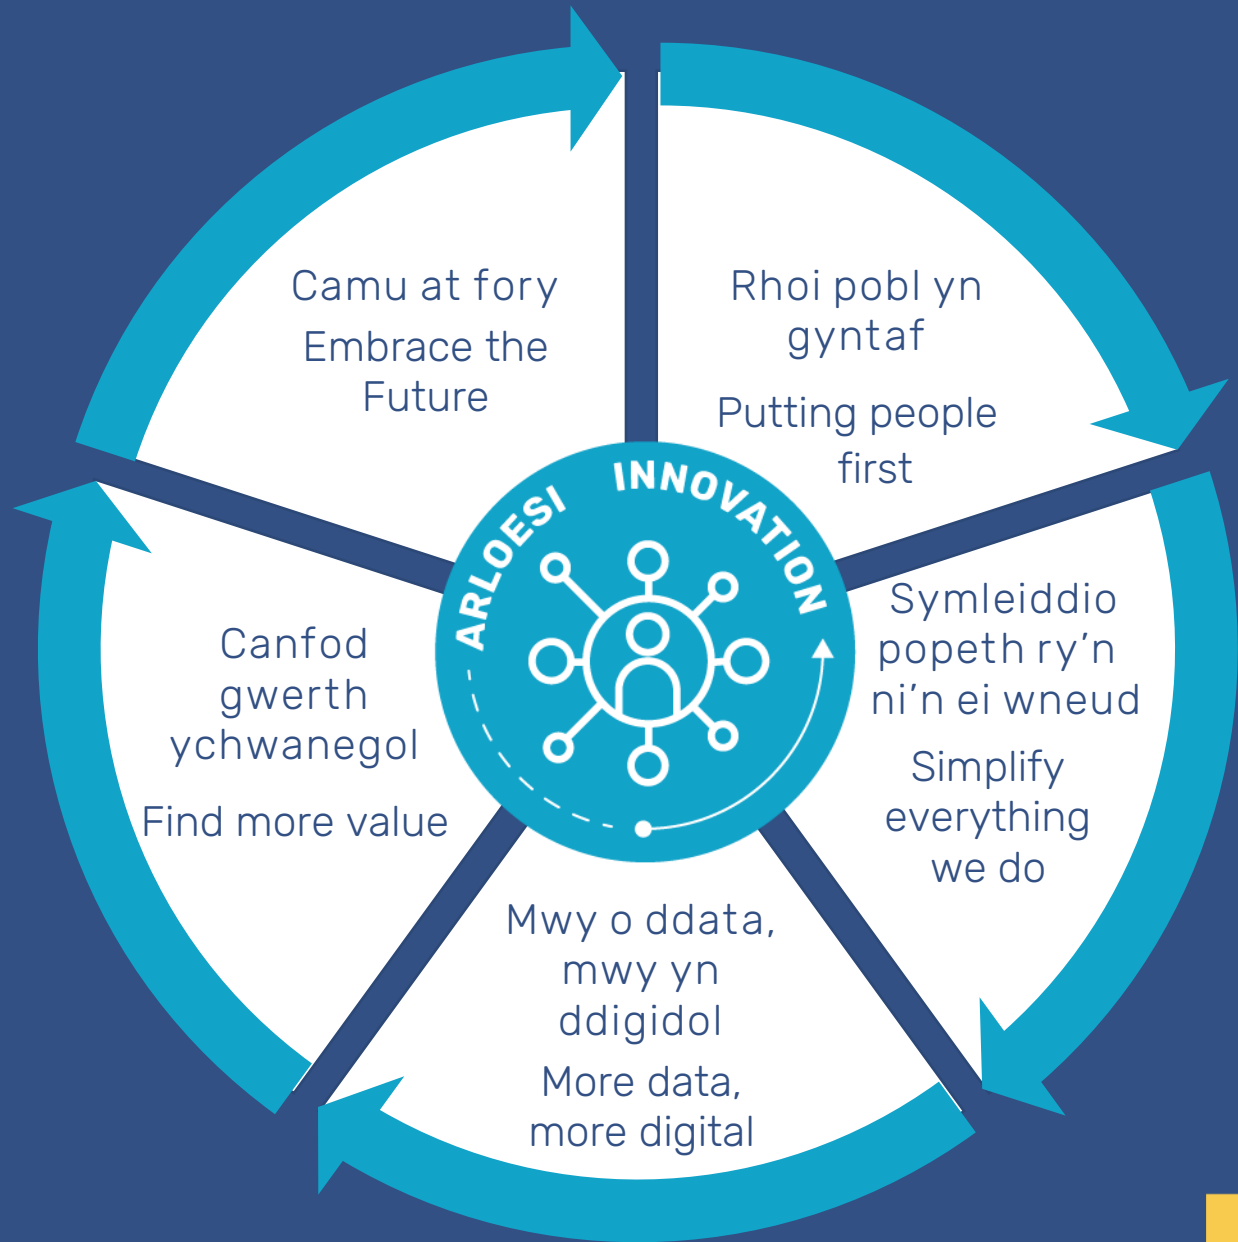 Camu at fory
Embrace the
Future
Rhoi pobl yn
gyntaf
Putting people
first
ARLOESI INNOVATION
Symleiddio
popeth ry'n
ni'n ei wneud
Simplify
everything
we do
Canfod
gwerth
ychwanegol
Find more value
Mwy o ddata,
mwy yn
ddigidol
More data,
more digital